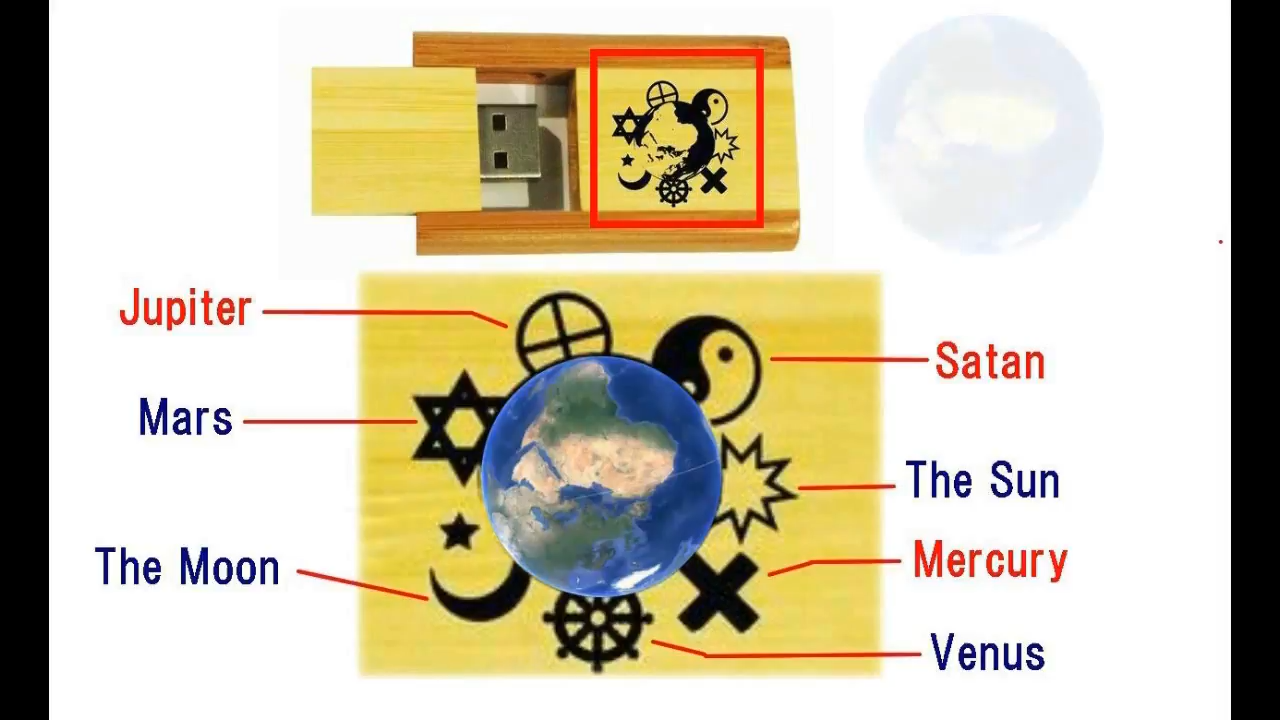 Jupiter
Satan
Mars
The Sun
The Moon
Mercury
Venus